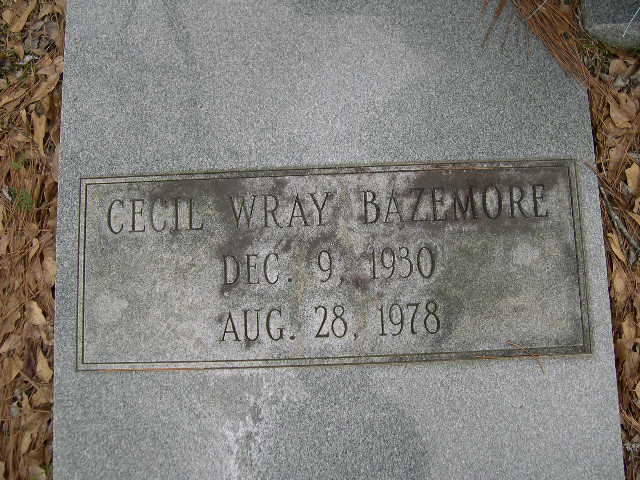 CECIL WRAY BAZEMORE
DEC. 9, 1930
AUG. 28, 1978